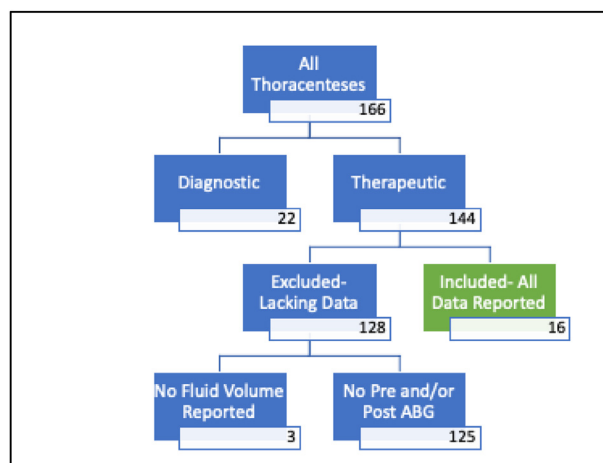 All
Thoracenteses
166
Diagnostic
22
Therapeutic
144
Excluded-
Lacking Data
128
Included- All
Data Reported
16
No Fluid Volume
Reported
3
No Pre and/or
Post ABG
125